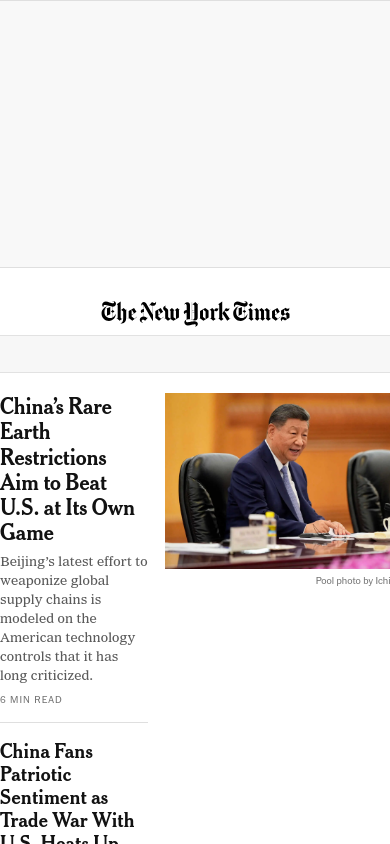 The New York Times
China’s Rare
Earth
Restrictions
Aim to Beat
U.S. at Its Own
Game
Beijing’s latest effort to
weaponize global
supply chains is
modeled on the
American technology
controls that it has
long criticized.
6 MIN READ
Pool photo by Ichi
China Fans
Patriotic
Sentiment as
Trade War With
U.S. Heats Up